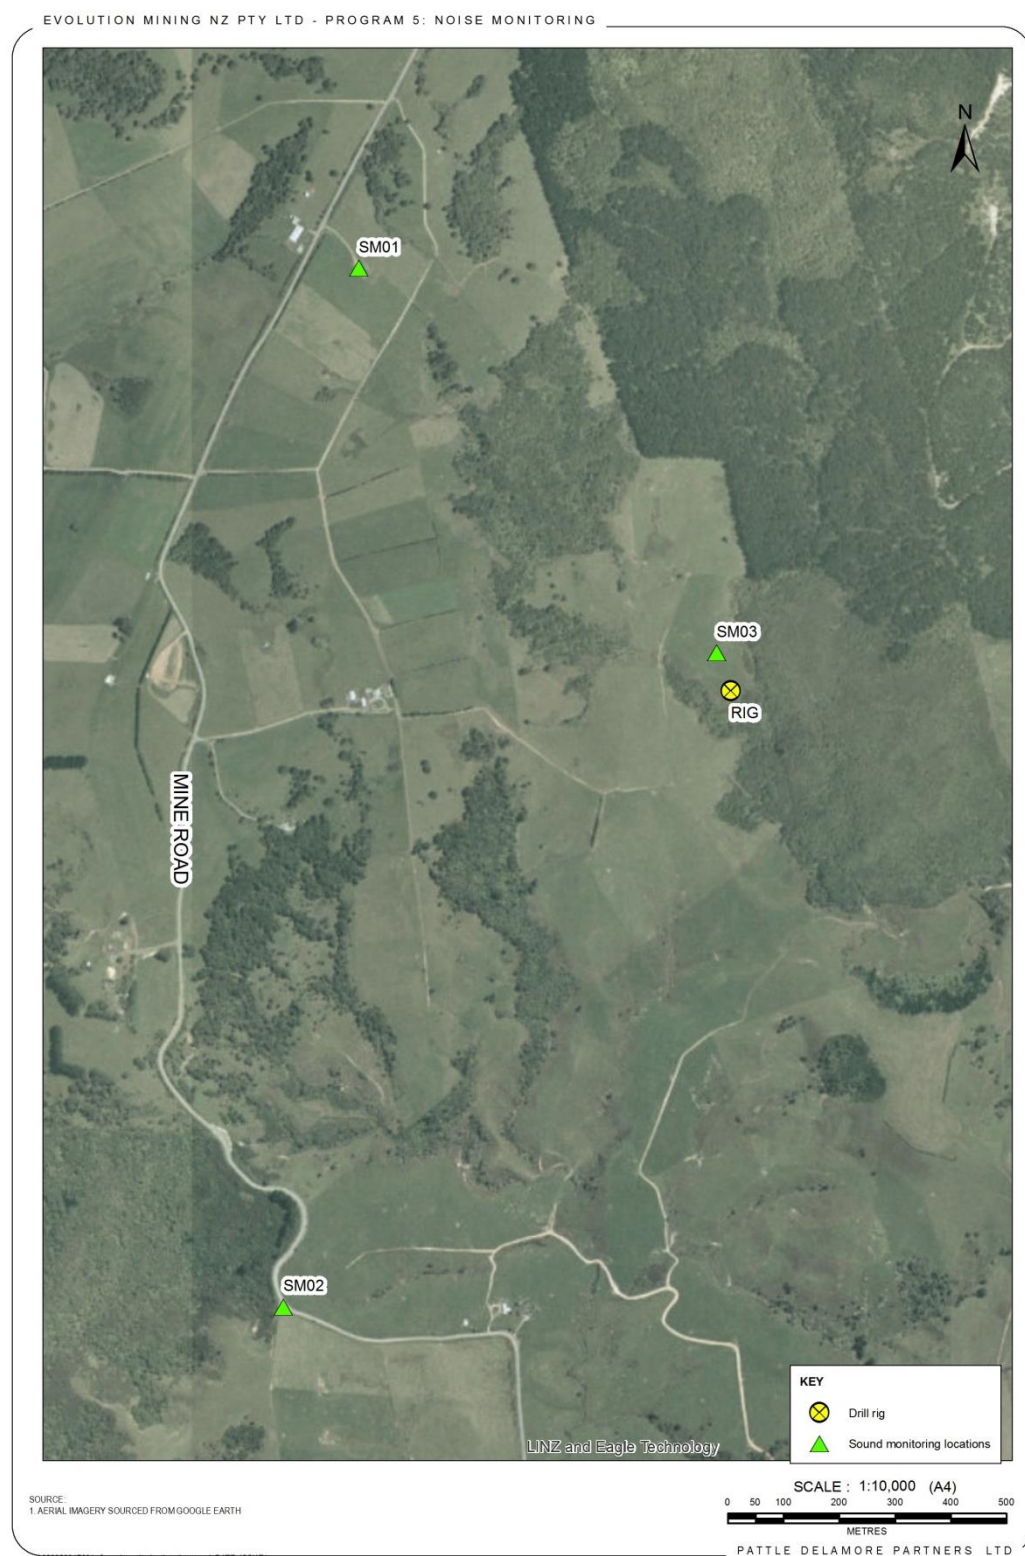 EVOLUTION MINING NZ PTY LTD - PROGRAM 5: NOISE MONITORING
N
SM01
SM03
RIG
MINE ROAD
SM02
KEY
Drill rig
Sound monitoring locations
LINZ and Eagle Technology
SOURCE:
1. AERIAL IMAGERY SOURCED FROM GOOGLE EARTH
SCALE : 1:10,000 (A4)
0 50 100 200 300 400 500
METRES
PATTLE DELAMORE PARTNERS LTD